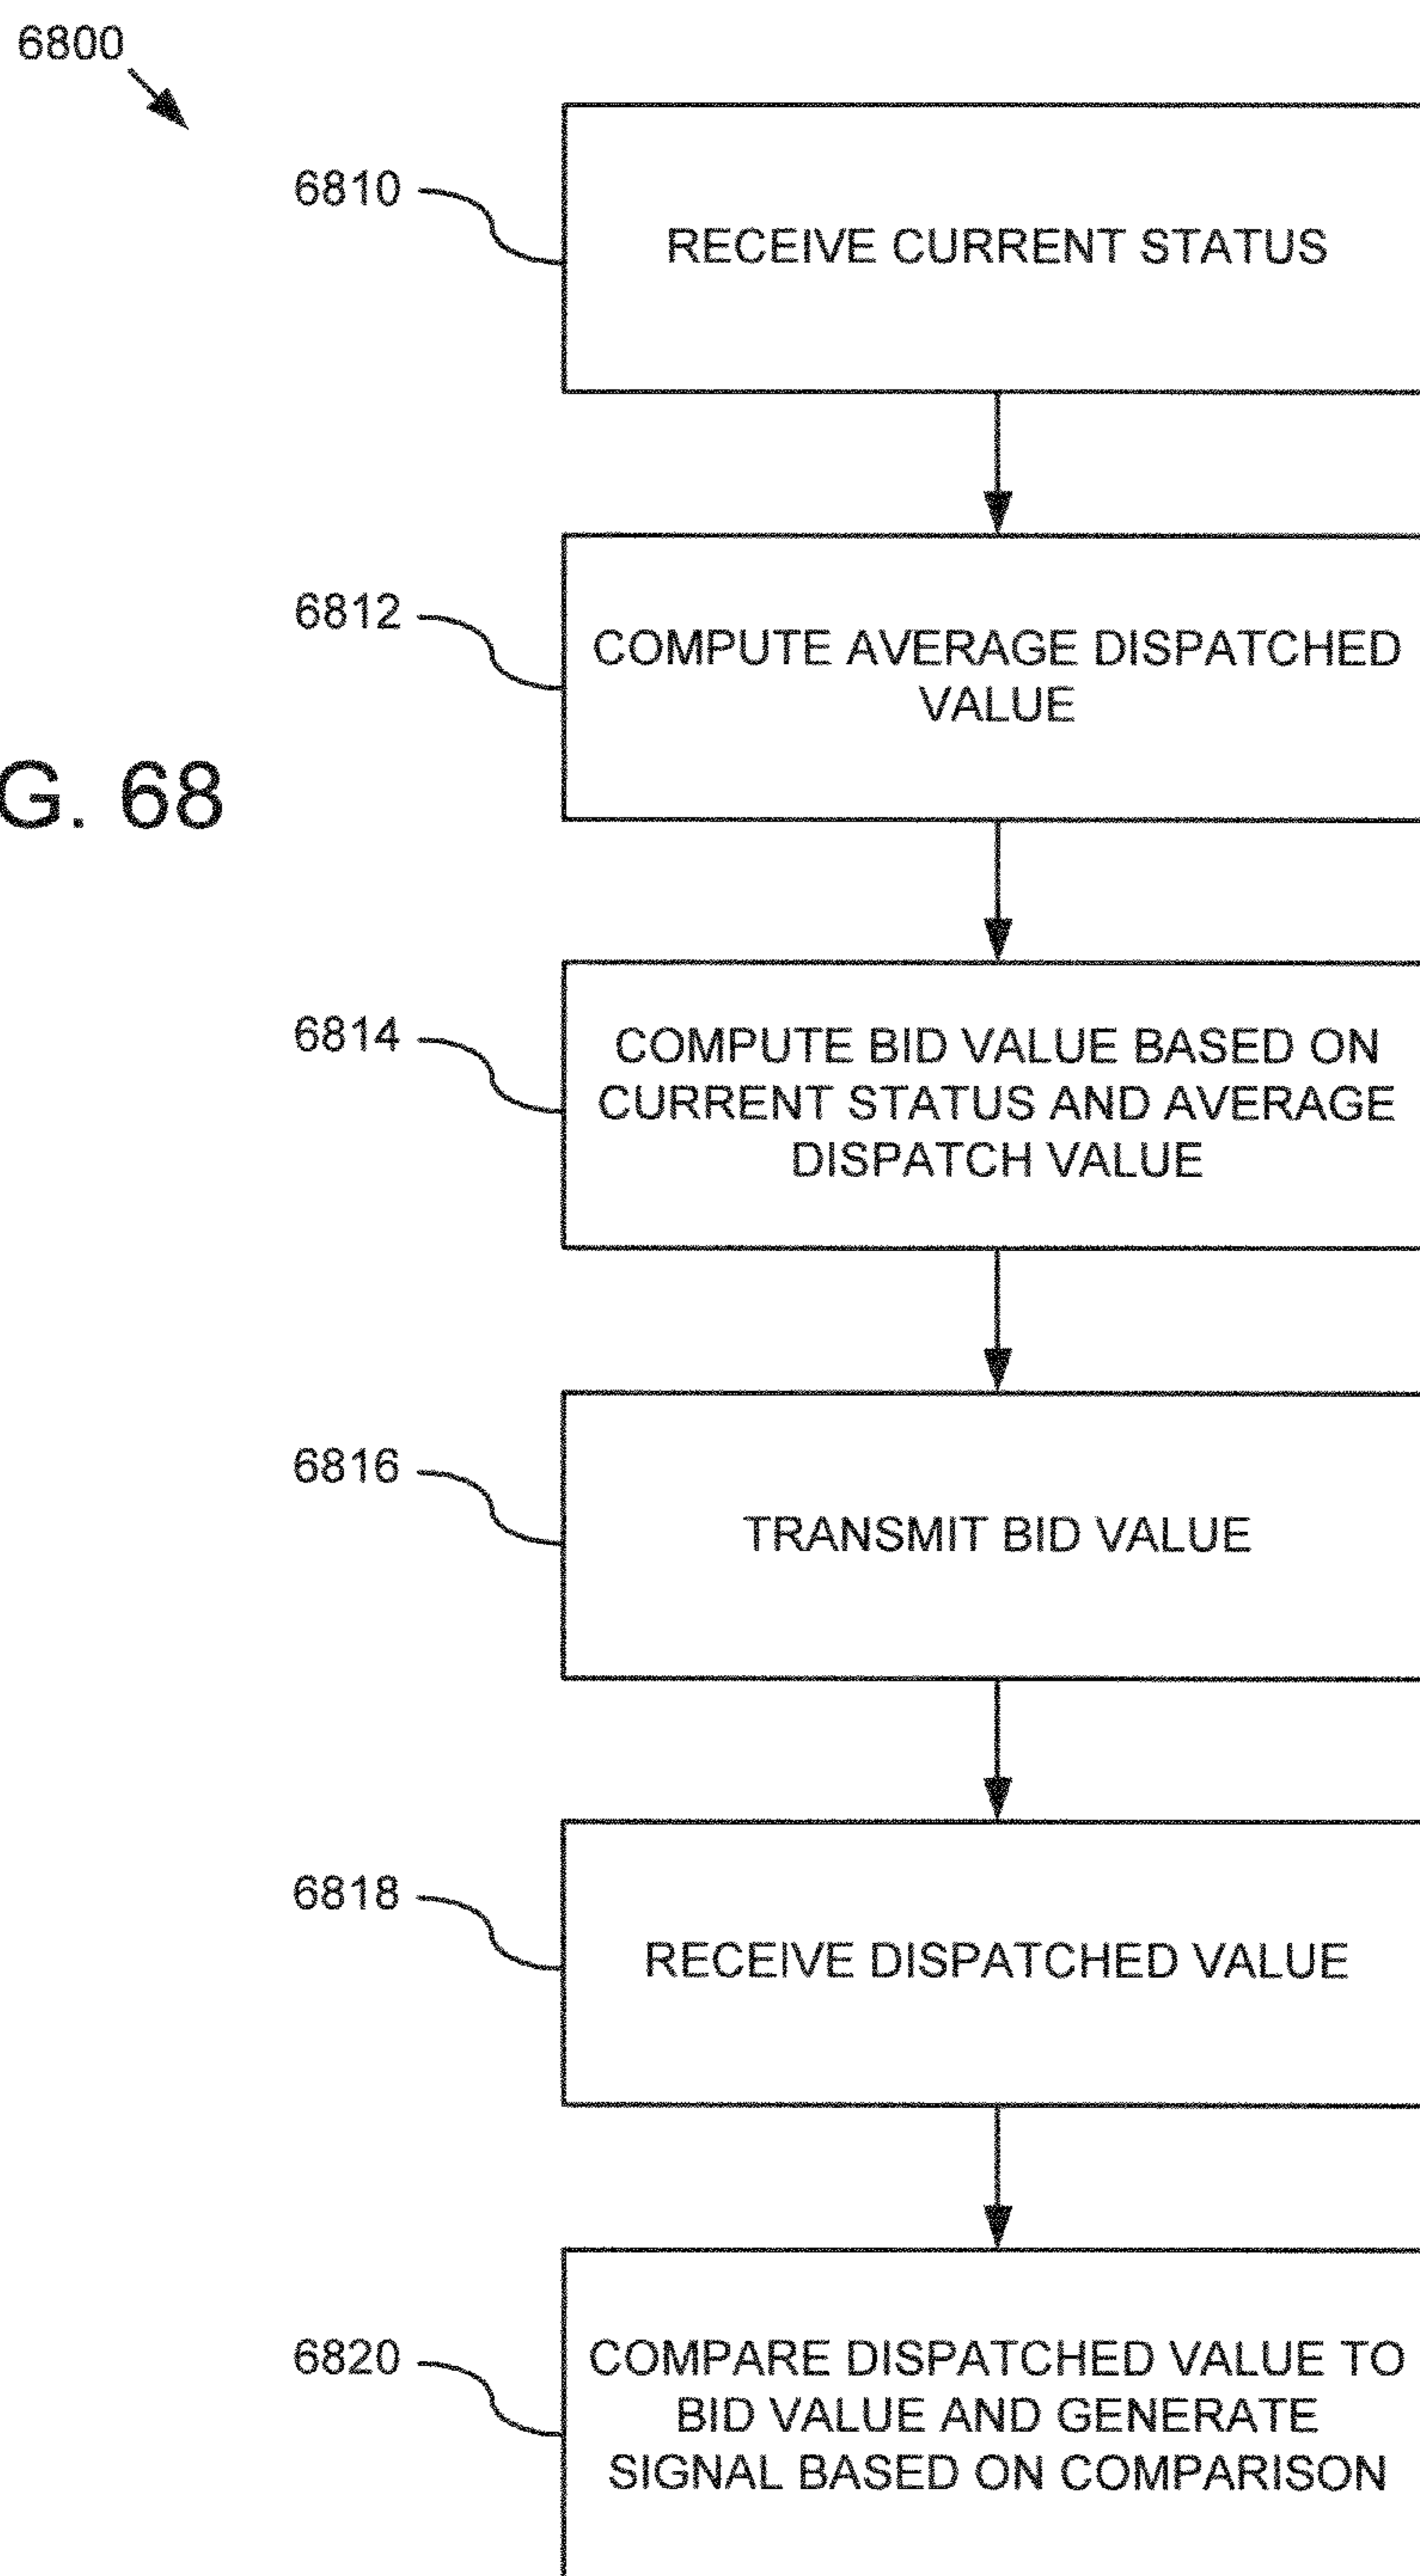 6800
6810
RECEIVE CURRENT STATUS
6812
COMPUTE AVERAGE DISPATCHED
VALUE
G. 68
6814
COMPUTE BID VALUE BASED ON
CURRENT STATUS AND AVERAGE
DISPATCH VALUE
6816
TRANSMIT BID VALUE
6818
RECEIVE DISPATCHED VALUE
6820
COMPARE DISPATCHED VALUE TO
BID VALUE AND GENERATE
SIGNAL BASED ON COMPARISON